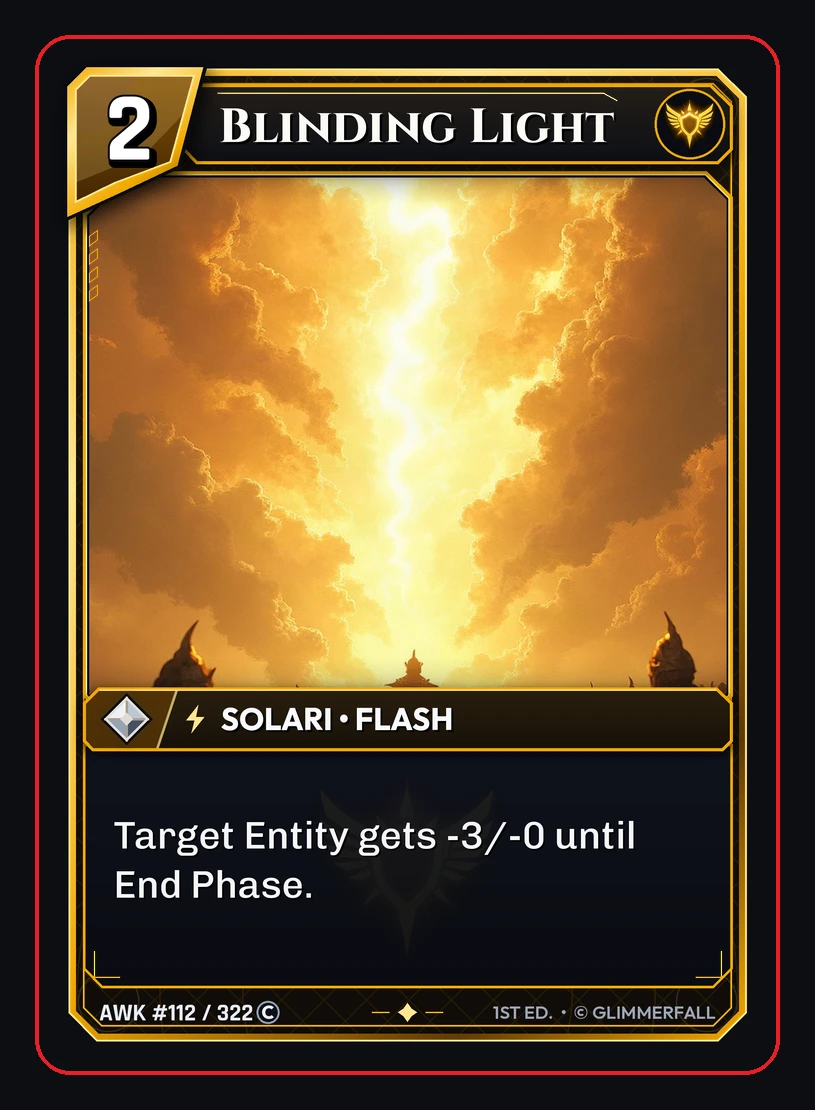 2
BLINDING LIGHT
SOLARI • FLASH
Target Entity gets -3/-0 until
End Phase.
AWK #112 / 322 Ⓒ
1ST ED. • © GLIMMERFALL